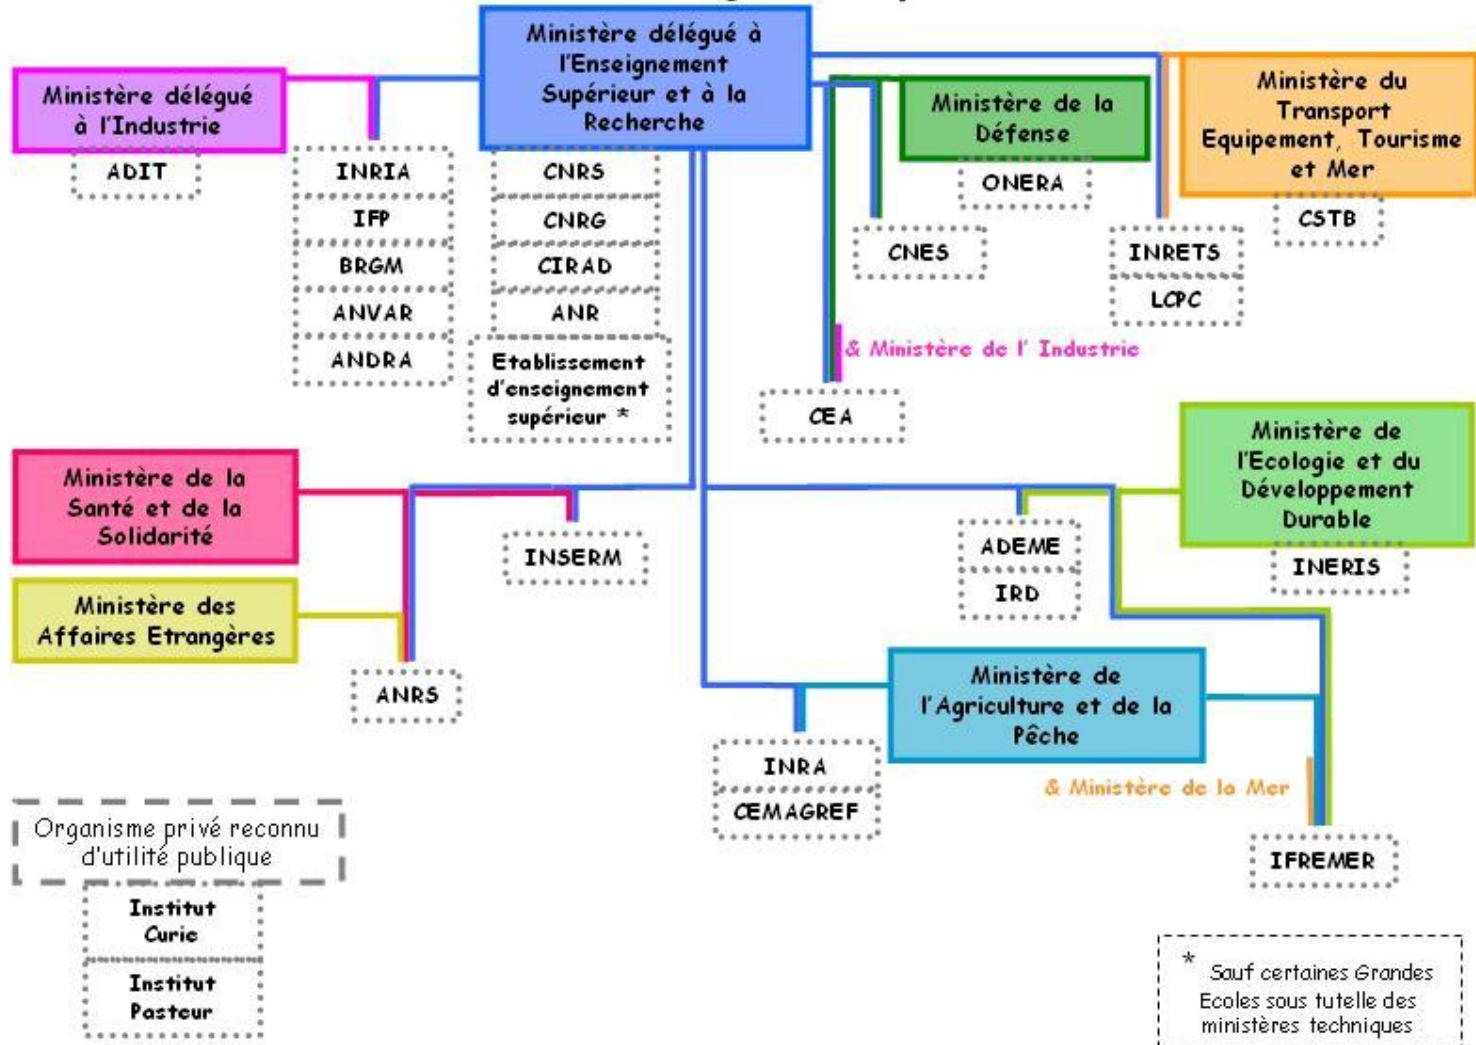 Ministère délégué à
l'Enseignement
Supérieur et à la
Recherche
Ministère délégué
à l'Industrie
Ministère de la
Défense
Ministère du
Transport
Equipement, Tourisme
et Mer
ADIT
INRIA
IFP
BRGM
ANVAR
ANDRA
CNRS
CNRG
CIRAD
ANR
Etablissement
d'enseignement
supérieur *
ONERA
CNES
CSTB
INRETS
LCPC
& Ministère de l' Industrie
CEA
Ministère de la
Santé et de la
Solidarité
INSERM
Ministère de
l'Ecologie et du
Développement
Durable
ADEME
IRD
INERIS
Ministère des
Affaires Etrangères
ANRS
Ministère de
l'Agriculture et de la
Pêche
INRA
CEMAGREF
& Ministère de la Mer
IFREMER
Organisme privé reconnu
d'utilité publique
Institut
Curie
Institut
Pasteur
* Sauf certaines Grandes
Ecoles sous tutelle des
ministères techniques